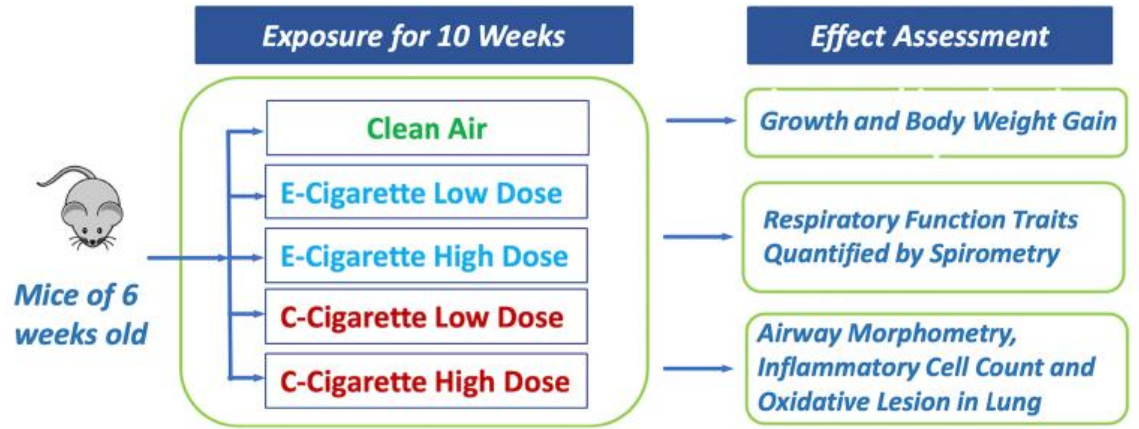 Exposure for 10 Weeks
Effect Assessment
Clean Air
E-Cigarette Low Dose
E-Cigarette High Dose
C-Cigarette Low Dose
C-Cigarette High Dose
Mice of 6
weeks old
Growth and Body Weight Gain
Respiratory Function Traits
Quantified by Spirometry
Airway Morphometry,
Inflammatory Cell Count and
Oxidative Lesion in Lung